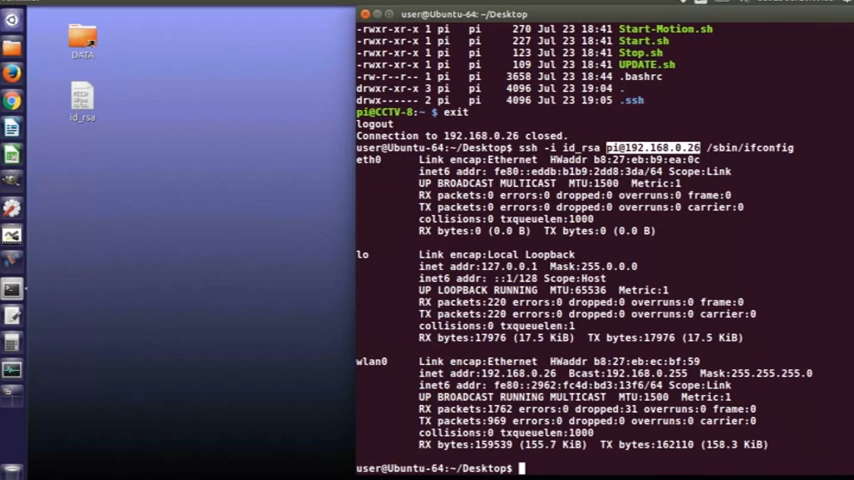 user@Ubuntu-64: ~/Desktop
DATA
id_rsa
-rwxr-xr-x 1 pi pi 270 Jul 23 18:41 Start-Motion.sh
-rwxr-xr-x 1 pi pi 227 Jul 23 18:41 Start.sh
-rwxr-xr-x 1 pi pi 123 Jul 23 18:41 Stop.sh
-rwxr-xr-x 1 pi pi 109 Jul 23 18:41 UPDATE.sh
-rw-r--r-- 1 pi pi 3658 Jul 23 18:44 .bashrc
drwxr-xr-x 3 pi pi 4096 Jul 23 19:04 .
drwx------ 2 pi pi 4096 Jul 23 19:05 .ssh
pi@CCTV-8:~ $ exit
logout
Connection to 192.168.0.26 closed.
user@Ubuntu-64:~/Desktop$ ssh -i id_rsa pi@192.168.0.26 /sbin/ifconfig
eth0 Link encap:Ethernet HWaddr b8:27:eb:b9:ea:0c
inet6 addr: fe80::eddb:b1b9:2dd8:3da/64 Scope:Link
UP BROADCAST MULTICAST MTU:1500 Metric:1
RX packets:0 errors:0 dropped:0 overruns:0 frame:0
TX packets:0 errors:0 dropped:0 overruns:0 carrier:0
collisions:0 txqueuelen:1000
RX bytes:0 (0.0 B) TX bytes:0 (0.0 B)
lo Link encap:Local Loopback
inet addr:127.0.0.1 Mask:255.0.0.0
inet6 addr: ::1/128 Scope:Host
UP LOOPBACK RUNNING MTU:65536 Metric:1
RX packets:220 errors:0 dropped:0 overruns:0 frame:0
TX packets:220 errors:0 dropped:0 overruns:0 carrier:0
collisions:0 txqueuelen:1
RX bytes:17976 (17.5 KiB) TX bytes:17976 (17.5 KiB)
wlan0 Link encap:Ethernet HWaddr b8:27:eb:ec:bf:59
inet addr:192.168.0.26 Bcast:192.168.0.255 Mask:255.255.255.0
inet6 addr: fe80::2962:fc4d:bd3:13f6/64 Scope:Link
UP BROADCAST RUNNING MULTICAST MTU:1500 Metric:1
RX packets:1762 errors:0 dropped:31 overruns:0 frame:0
TX packets:969 errors:0 dropped:0 overruns:0 carrier:0
collisions:0 txqueuelen:1000
RX bytes:159539 (155.7 KiB) TX bytes:162110 (158.3 KiB)
user@Ubuntu-64:~/Desktop$